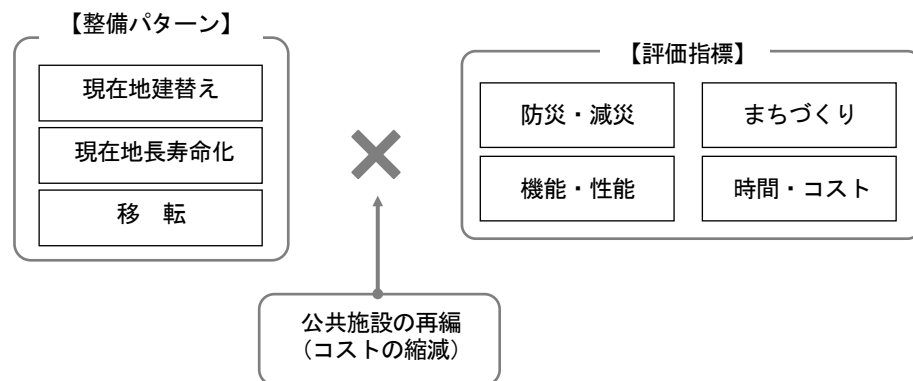 【整備パターン】
現在地建替え
現在地長寿命化
移　転
【評価指標】
防災・減災
まちづくり
機能・性能
時間・コスト
公共施設の再編
（コストの縮減）